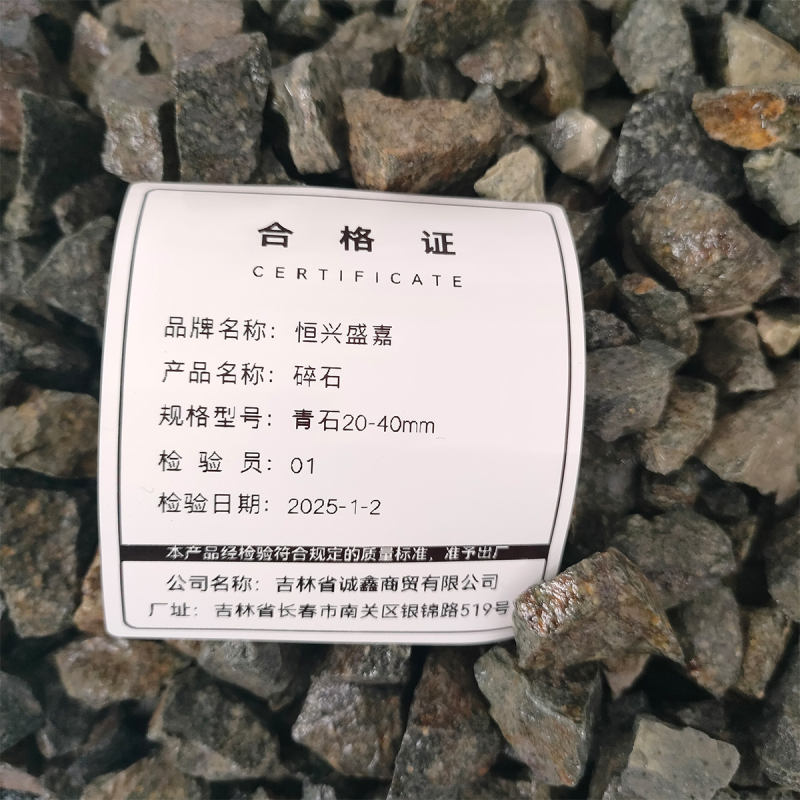 合格证
CERTIFICATE
品牌名称：恒兴盛嘉
产品名称：碎石
规格型号：青石20-40mm
检验员：01
检验日期：2025-1-2
本产品经检验符合规定的质量标准，准予出厂
公司名称：吉林省诚鑫商贸有限公司
厂址：吉林省长春市南关区银锦路519号